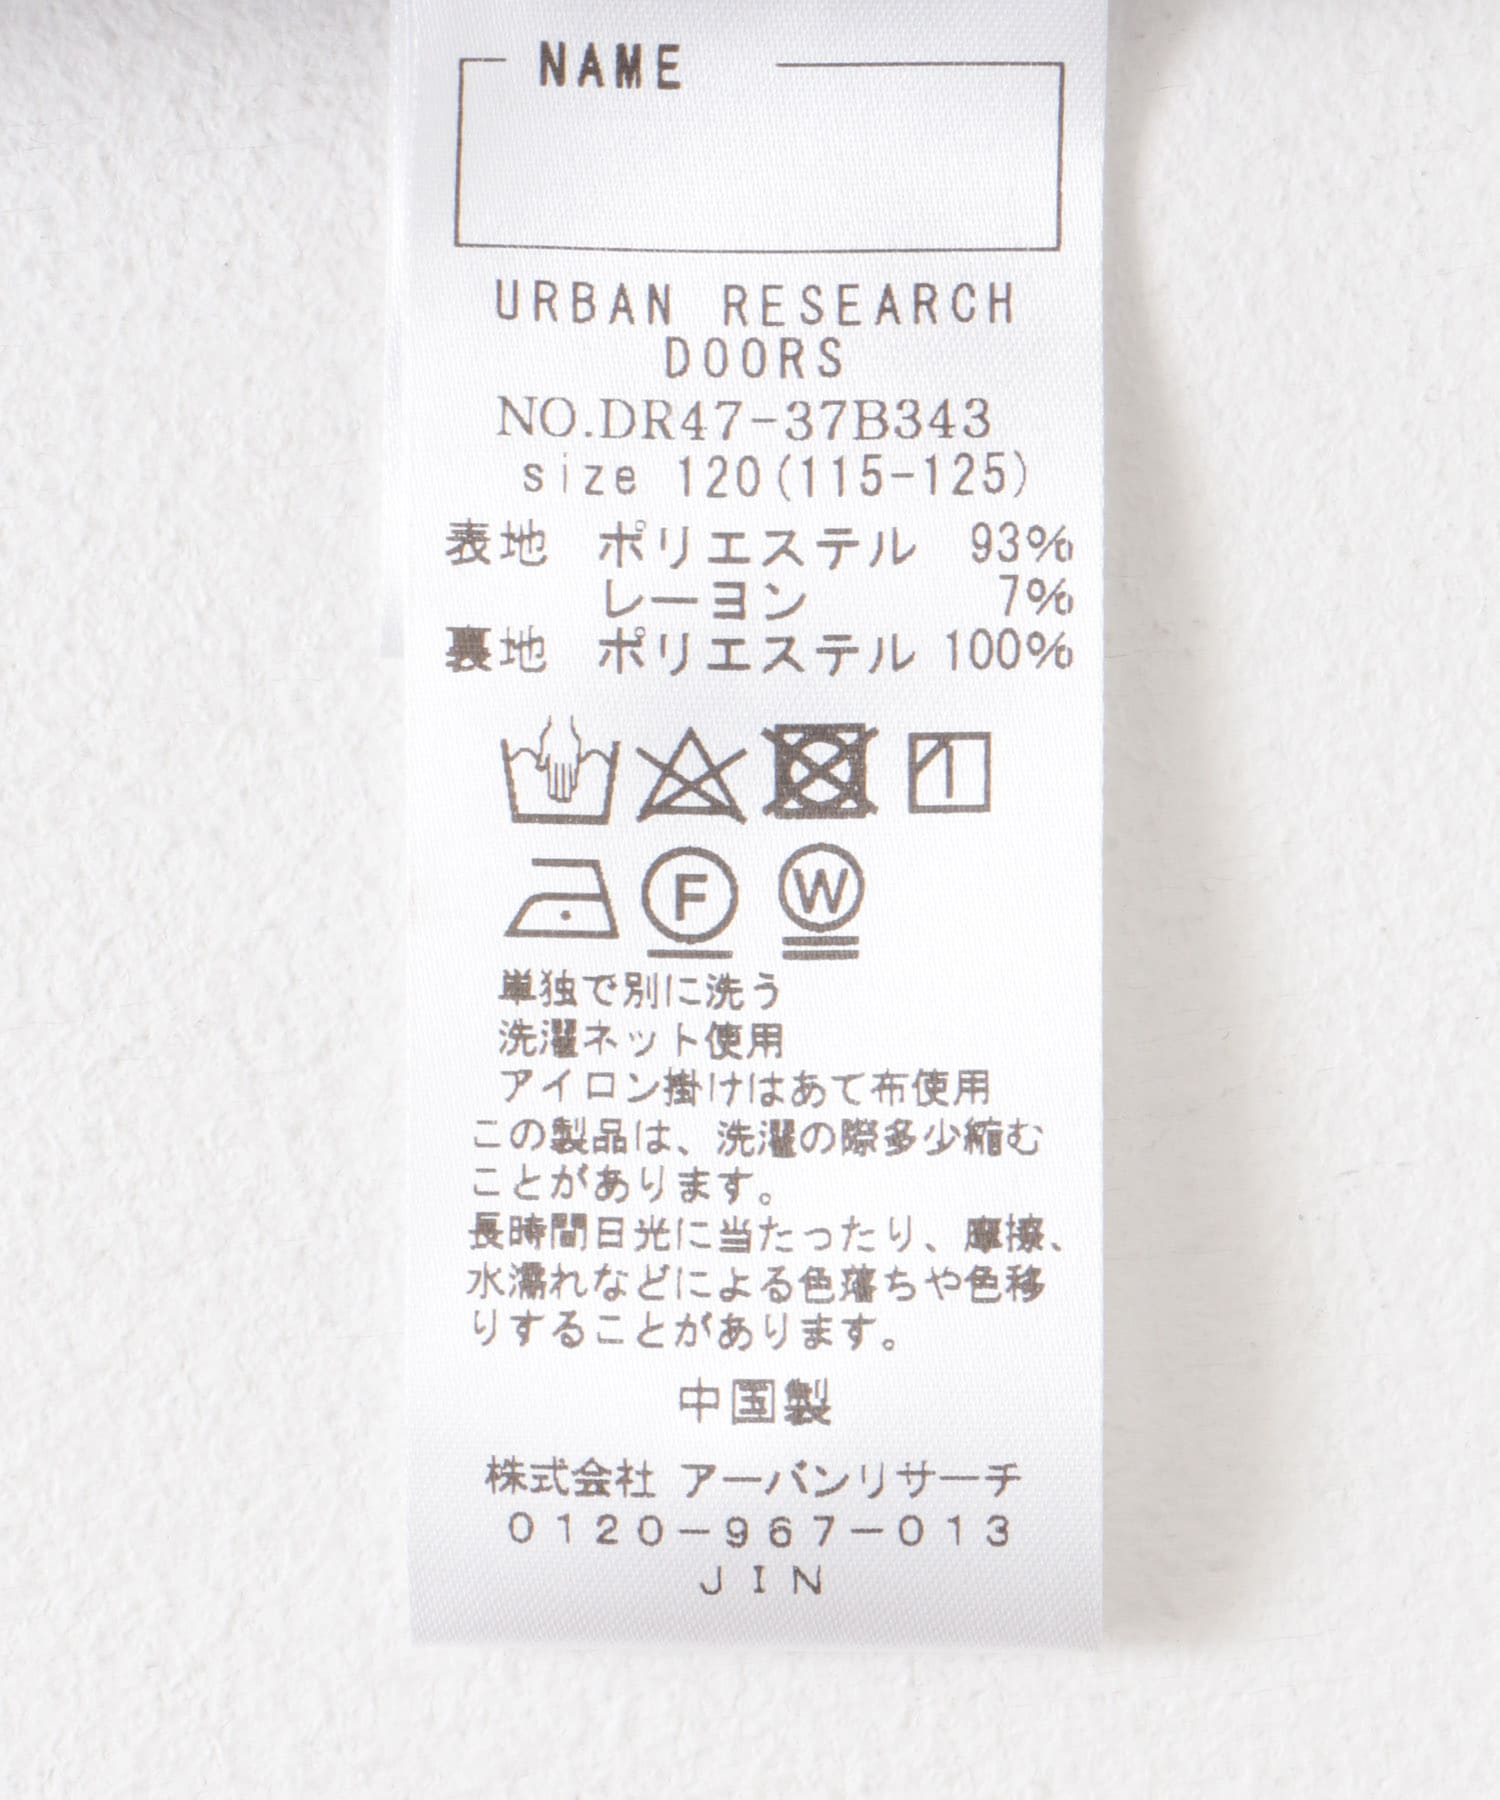 NAME
URBAN RESEARCH
DOORS
NO.DR47-37B343
size 120(115-125)
表地 ポリエステル 93%
レーヨン 7%
裏地 ポリエステル 100%
1
F W
単独で別に洗う
洗濯ネット使用
アイロン掛けはあて布使用
この製品は、洗濯の際多少縮む
ことがあります。
長時間日光に当たったり、摩擦、
水濡れなどによる色落ちや色移
りすることがあります。
中国製
株式会社 アーバンリサーチ
0120-967-013
JIN